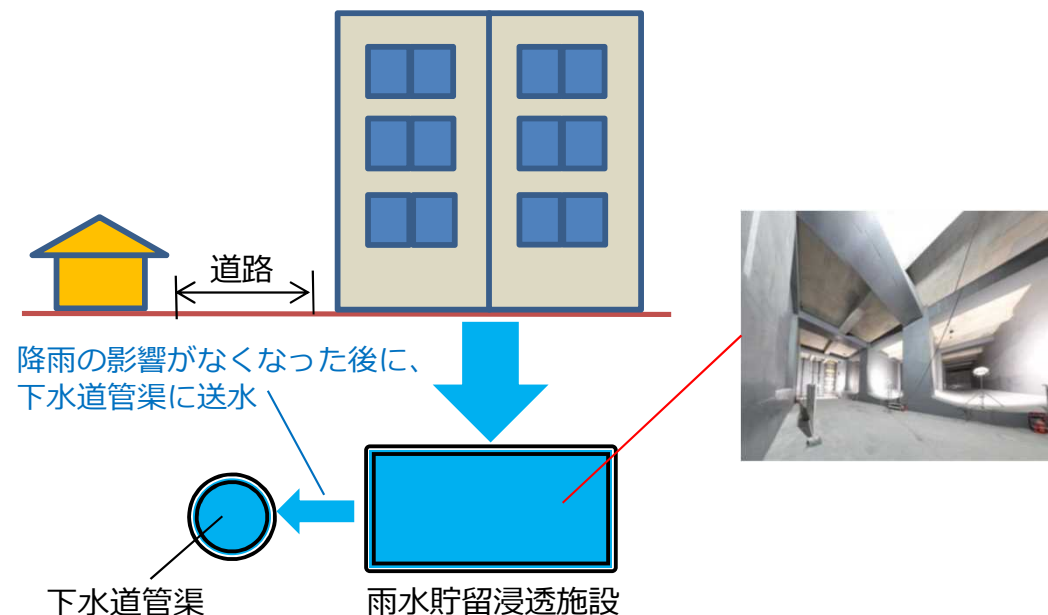 道路
降雨の影響がなくなった後に、
下水道管渠に送水
下水道管渠
雨水貯留浸透施設